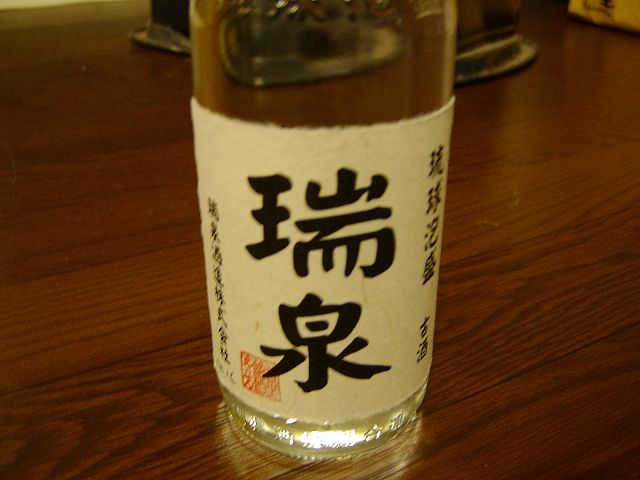 琉球泡盛 古酒
瑞泉
瑞泉酒造株式会社